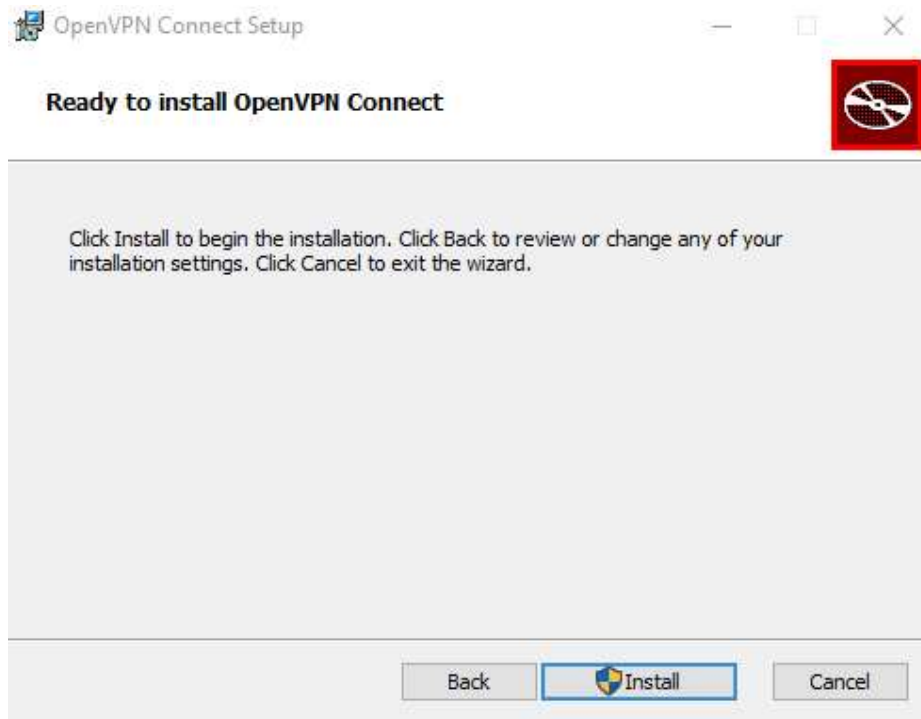 OpenVPN Connect Setup
Ready to install OpenVPN Connect
Click Install to begin the installation. Click Back to review or change any of your
installation settings. Click Cancel to exit the wizard.
Back
Install
Cancel